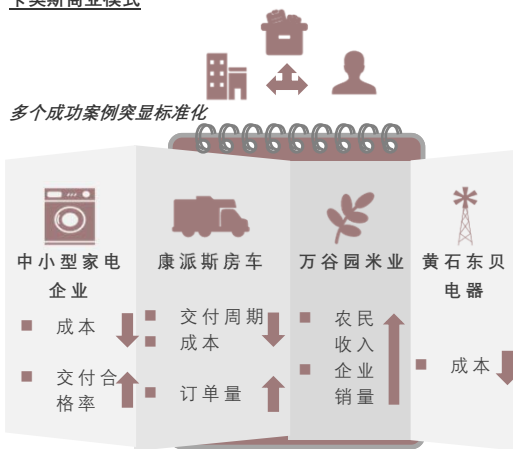 卡奥斯商业模式
多个成功案例突显标准化
中小型家电
企业
成本
交付合
格率
康派斯房车
交付周期
成本
订单量
万谷园米业
农民
收入
企业
销量
黄石东贝
电器
成本